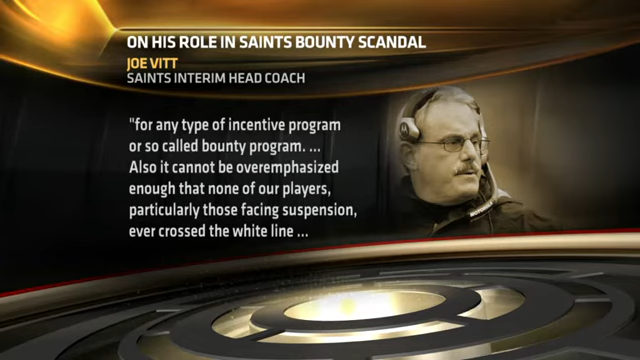 ON HIS ROLE IN SAINTS BOUNTY SCANDAL
JOE VITT
SAINTS INTERIM HEAD COACH
"for any type of incentive program
or so called bounty program. ...
Also it cannot be overemphasized
enough that none of our players,
particularly those facing suspension,
ever crossed the white line ...